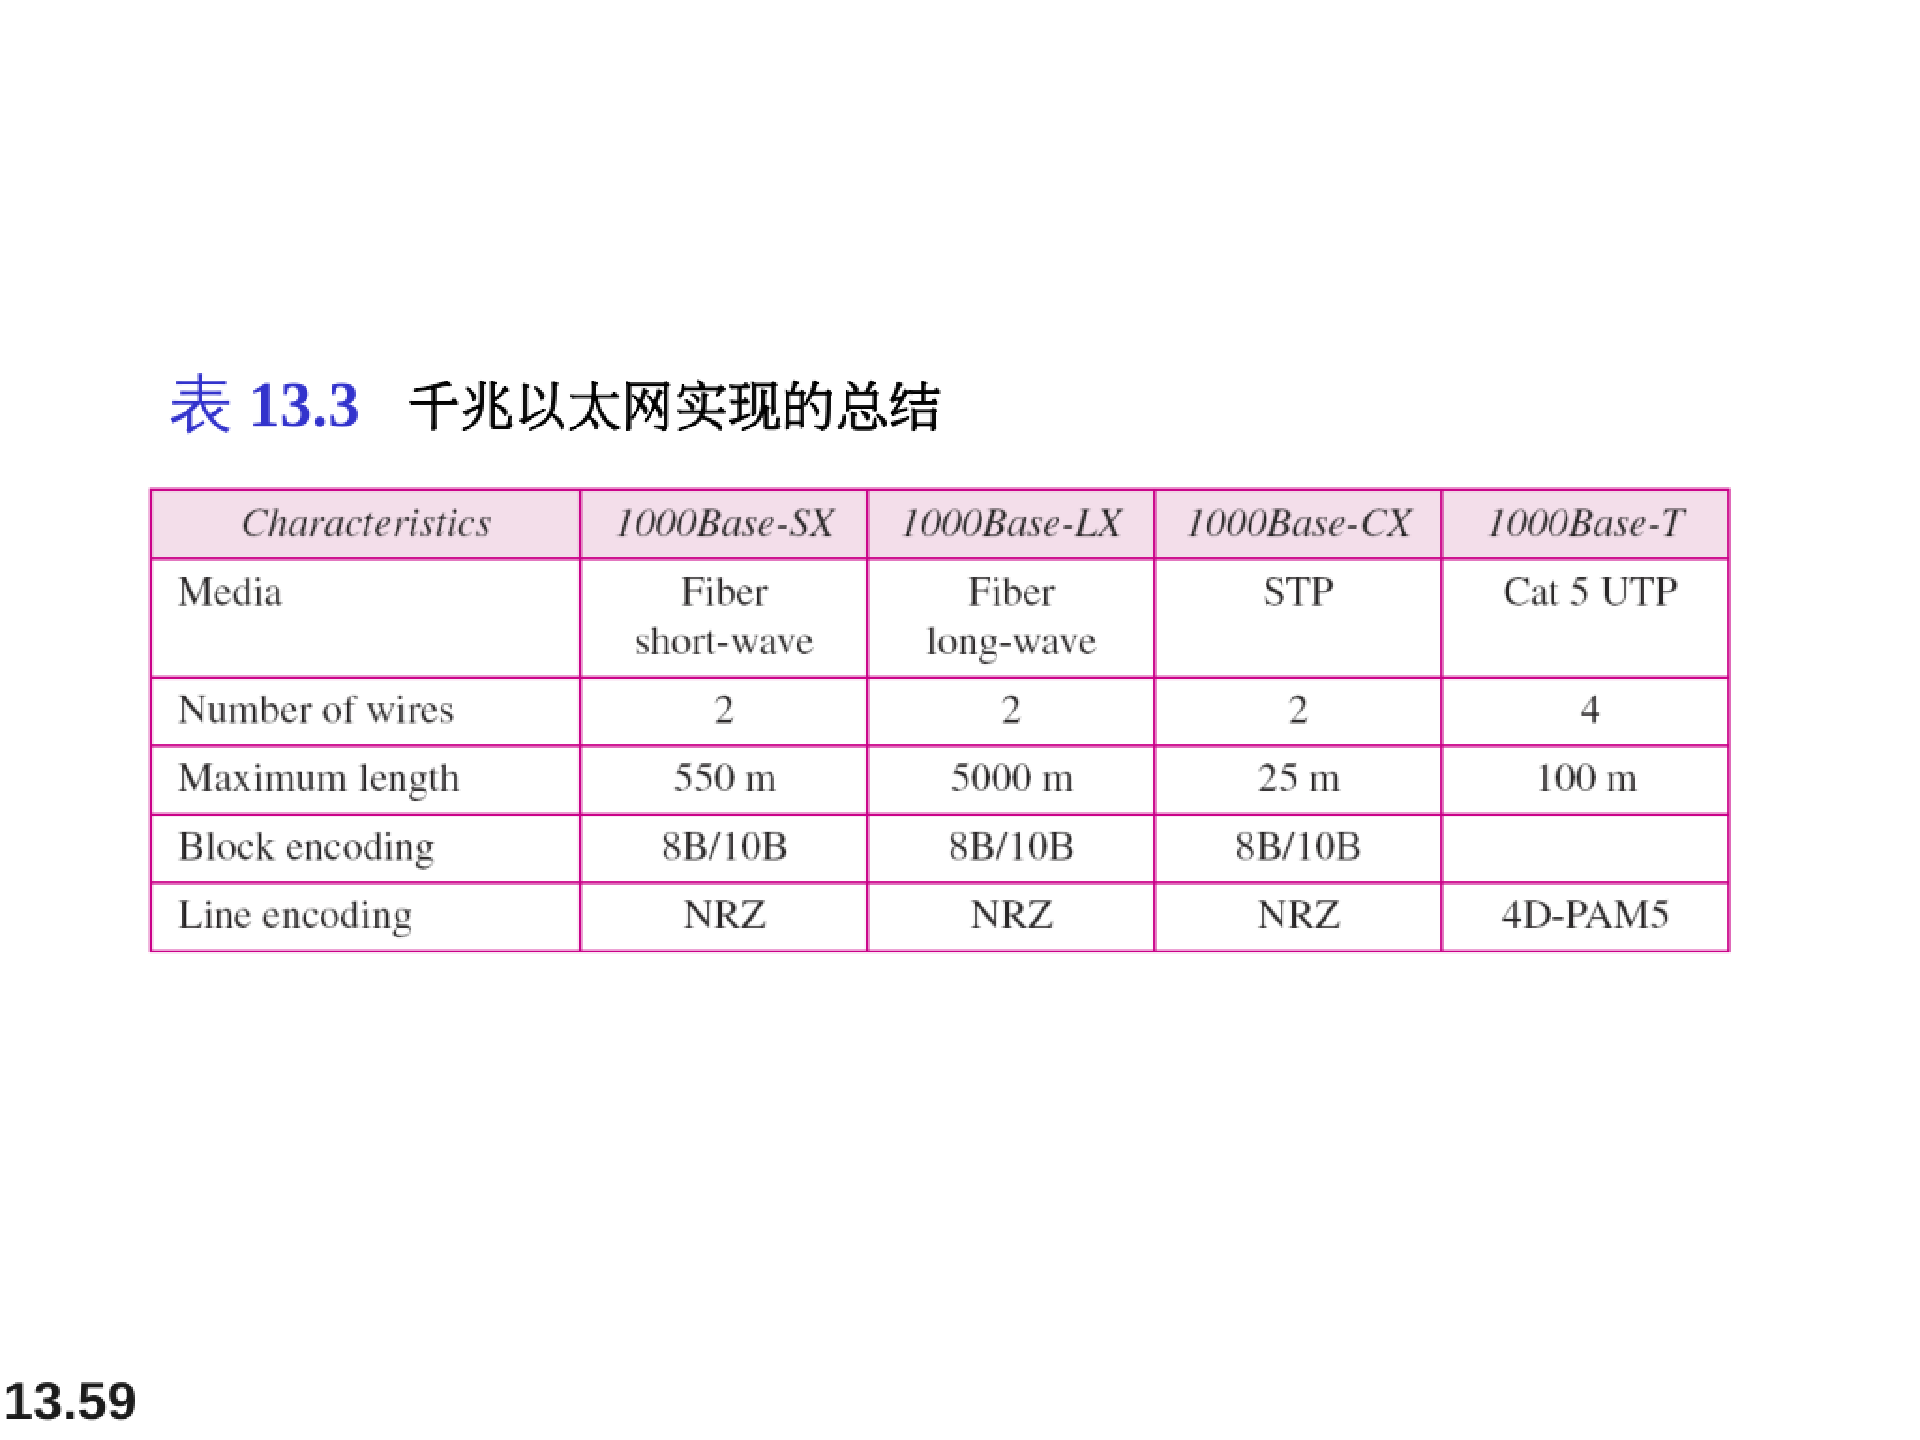 表 13.3 千兆以太网实现的总结
Characteristics 1000Base-SX 1000Base-LX 1000Base-CX 1000Base-T
Media Fiber short-wave Fiber long-wave STP Cat 5 UTP
Number of wires 2 2 2 4
Maximum length 550 m 5000 m 25 m 100 m
Block encoding 8B/10B 8B/10B 8B/10B
Line encoding NRZ NRZ NRZ 4D-PAM5
13.59